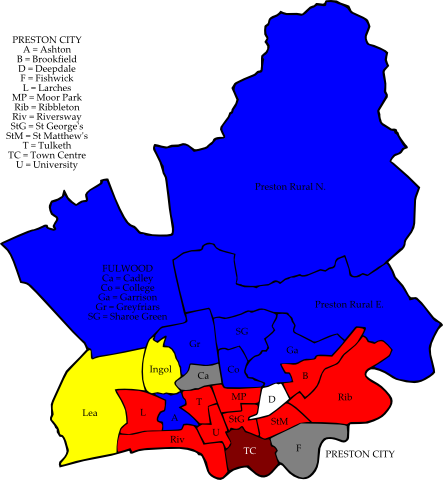 PRESTON CITY
A = Ashton
B = Brookfield
D = Deepdale
F = Fishwick
L = Larches
MP = Moor Park
Rib = Ribbleton
Riv = Riversway
StG = St George's
StM = St Matthew's
T = Tulketh
TC = Town Centre
U = University
Preston Rural N.
FULWOOD
Ca = Cadley
Co = College
Ga = Garrison
Gr = Greyfriars
SG = Sharoe Green
Preston Rural E.
SG
Gr
Ga
Ingol
Ca
Co
B
Rib
MP
D
T
Lea
L
A
StG
StM
U
Riv
TC
F
PRESTON CITY